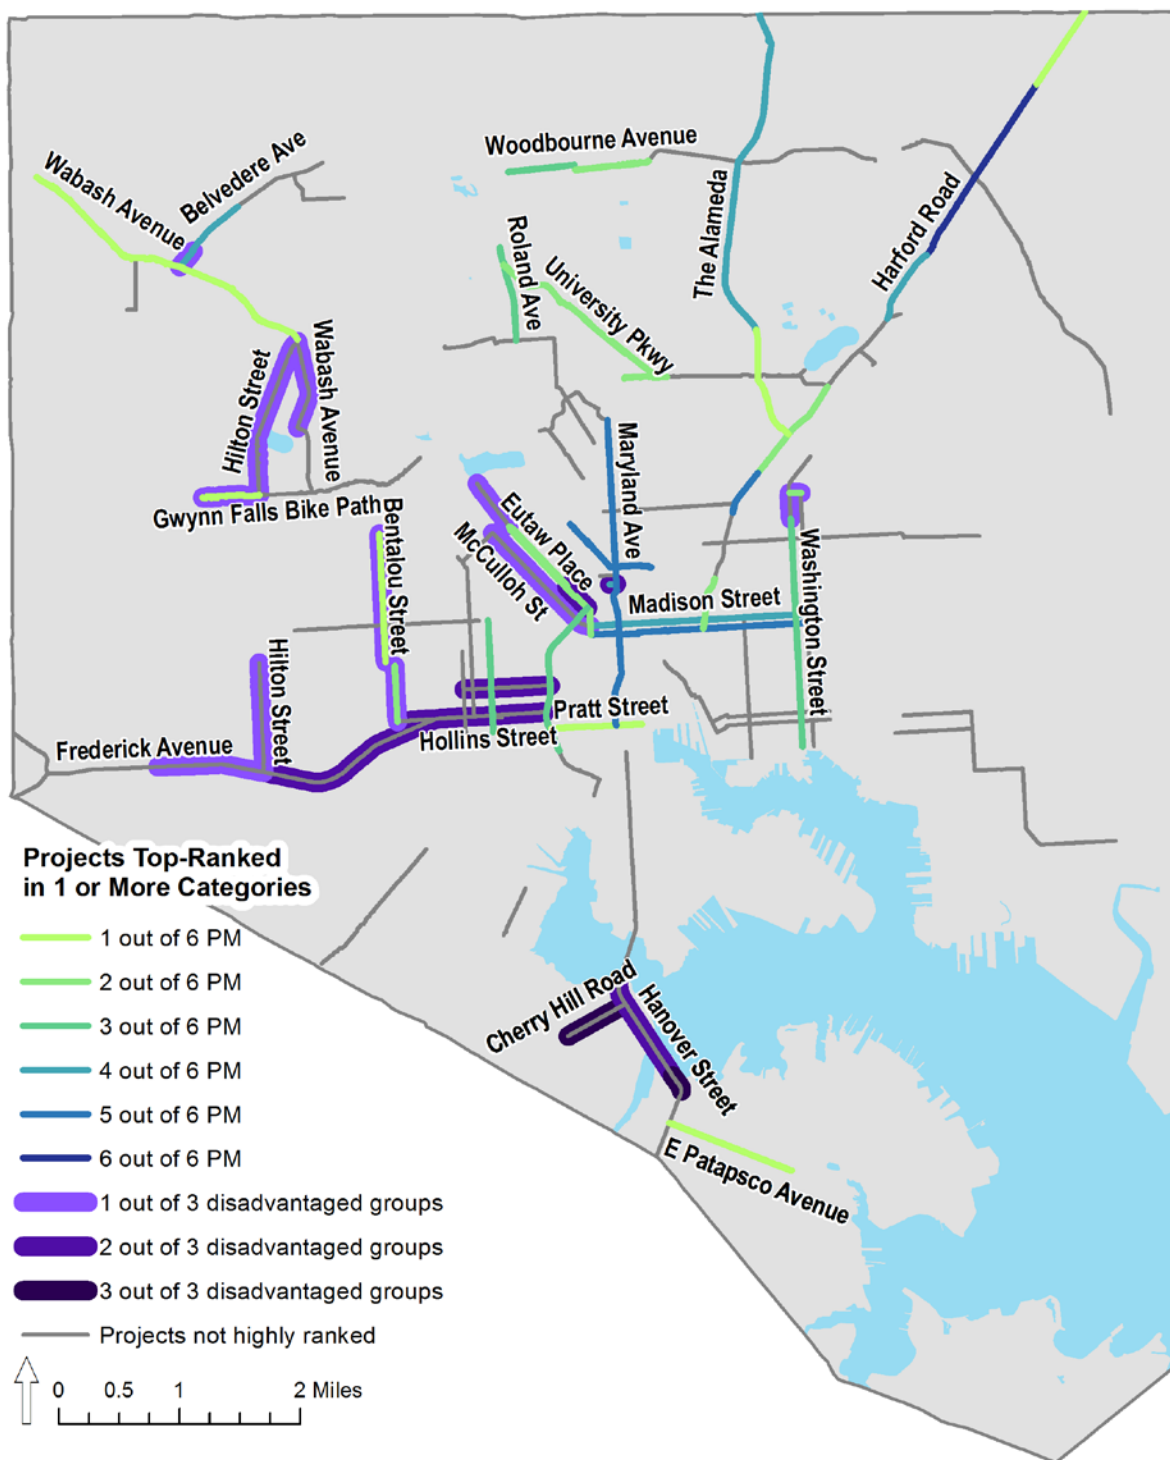 Woodbourne Avenue
Belvedere Ave
Wabash Avenue
The Alameda
Harford Road
Roland Ave
University Pkwy
Hilton Street
Wabash Avenue
Maryland Ave
Gwynn Falls Bike Path
Eutaw Place
McCulloh St
Bentalou Street
Washington Street
Madison Street
Hilton Street
Pratt Street
Hollins Street
Frederick Avenue
Cherry Hill Road
Hanover Street
E Patapsco Avenue
Projects Top-Ranked
in 1 or More Categories
1 out of 6 PM
2 out of 6 PM
3 out of 6 PM
4 out of 6 PM
5 out of 6 PM
6 out of 6 PM
1 out of 3 disadvantaged groups
2 out of 3 disadvantaged groups
3 out of 3 disadvantaged groups
Projects not highly ranked
0 0.5 1 2 Miles